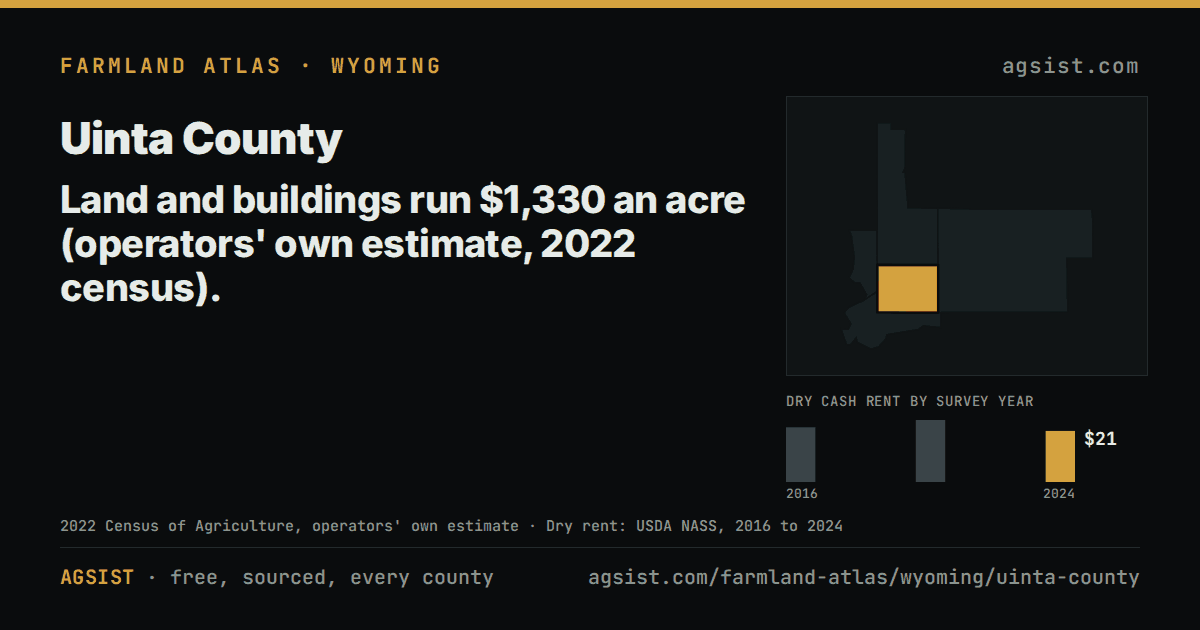 FARMLAND ATLAS · WYOMING
agsist.com
Uinta County
Land and buildings run $1,330 an acre
(operators' own estimate, 2022
census).
DRY CASH RENT BY SURVEY YEAR
$21
2016
2024
2022 Census of Agriculture, operators' own estimate · Dry rent: USDA NASS, 2016 to 2024
AGSIST · free, sourced, every county
agsist.com/farmland-atlas/wyoming/uinta-county